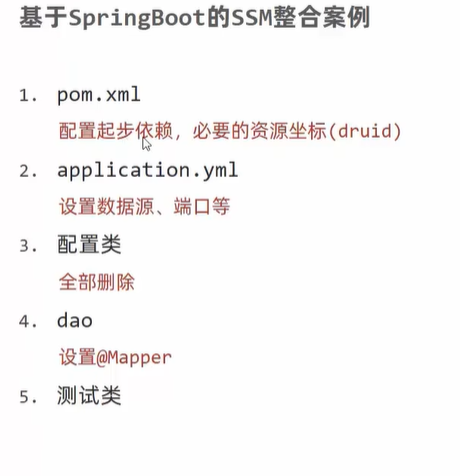 基于SpringBoot的SSM整合案例
1. pom.xml
配置起步依赖，必要的资源坐标(druid)
2. application.yml
设置数据源、端口等
3. 配置类
全部删除
4. dao
设置@Mapper
5. 测试类